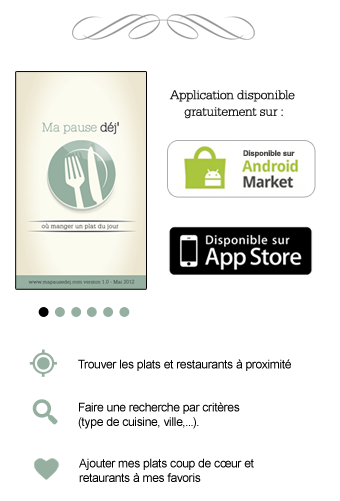 Ma pause déj'
où manger un plat du jour
www.mapausedej.com version 1.0 - Mai 2012
Application disponible
gratuitement sur :
Disponible sur
Android
Market
Disponible sur
App Store
Trouver les plats et restaurants à proximité
Faire une recherche par critères
(type de cuisine, ville,...).
Ajouter mes plats coup de cœur et
retaurants à mes favoris